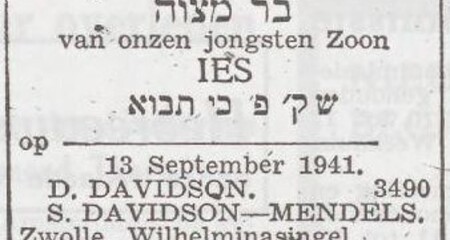 בר מצוה
van onzen jongsten Zoon
IES
ש ק׳ פ׳ כי תבוא
op
13 September 1941.
D. DAVIDSON. 3490
S. DAVIDSON—MENDELS.
Zwolle, Wilhelminasingel